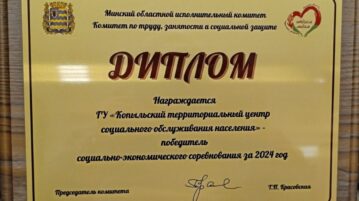 Минский областной исполнительный комитет
Комитет по труду, занятости и социальной защите
ДИПЛОМ
Награждается
ГУ «Копыльский территориальный центр
социального обслуживания населения» -
победитель
социально-экономического соревнования за 2024 год
Председатель комитета Т.П. Красовская